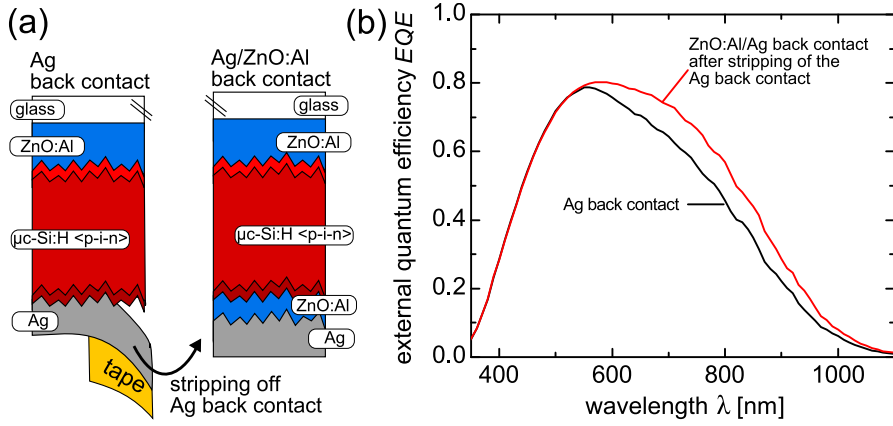 (a)
Ag
back contact
Ag/ZnO:Al
back contact
glass
glass
ZnO:Al
ZnO:Al
µc-Si:H <p-i-n>
µc-Si:H <p-i-n>
ZnO:Al
Ag
Ag
tape
stripping off
Ag back contact
(b)
external quantum efficiency EQE
1.0
0.8
0.6
0.4
0.2
0.0
ZnO:Al/Ag back contact
after stripping of the
Ag back contact
Ag back contact
400
600
800
1000
wavelength λ [nm]